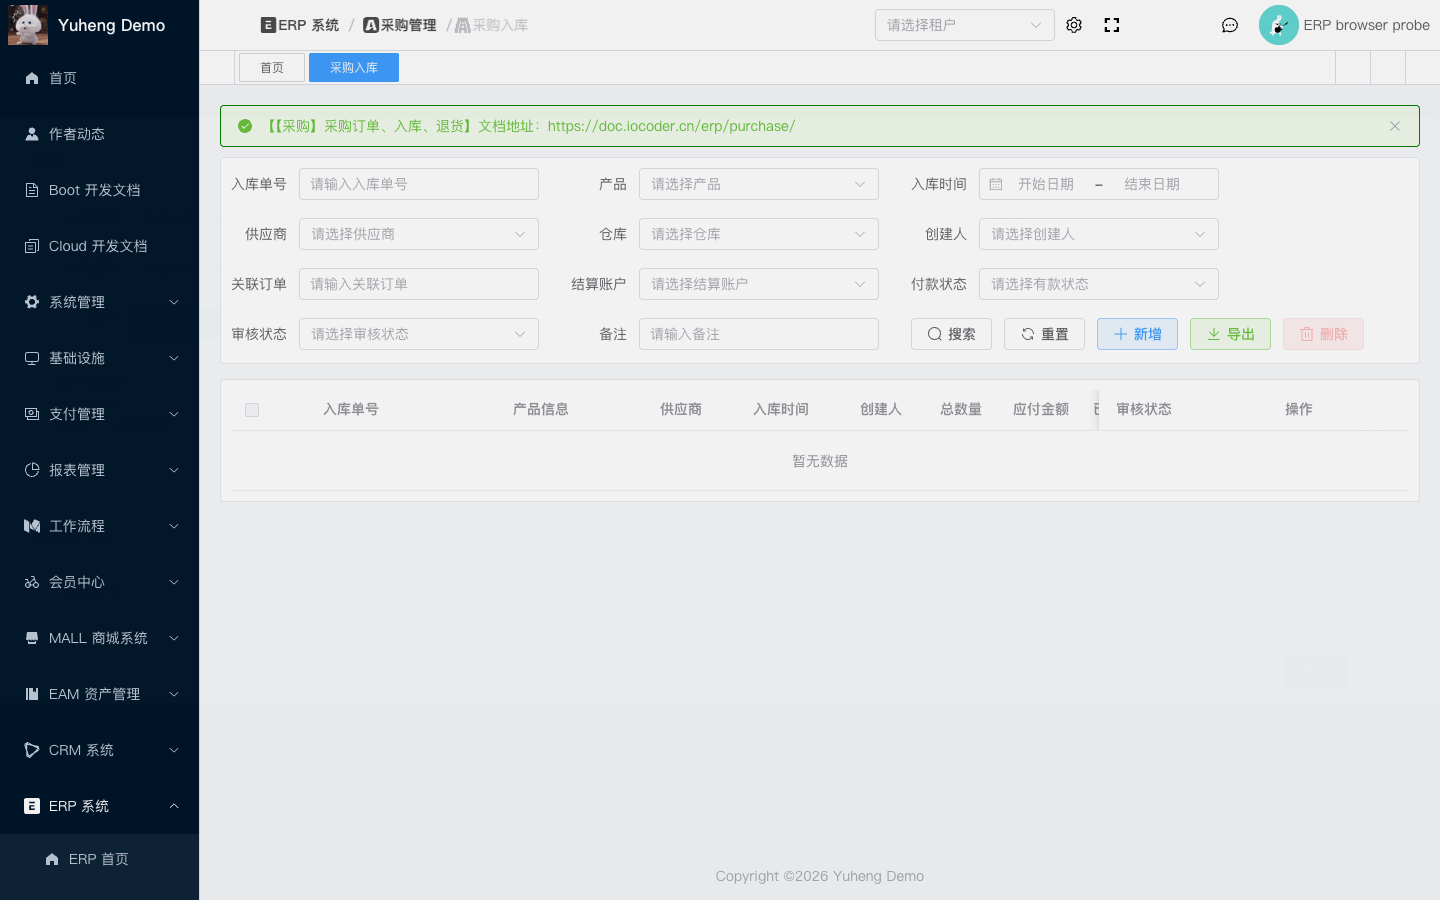 Yuheng Demo
ERP 系统 / 采购管理 / 采购入库
请选择租户
ERP browser probe
首页
采购入库
首页
作者动态
Boot 开发文档
Cloud 开发文档
系统管理
基础设施
支付管理
报表管理
工作流程
会员中心
MALL 商城系统
EAM 资产管理
CRM 系统
ERP 系统
ERP 首页
【【采购】采购订单、入库、退货】文档地址：https://doc.iocoder.cn/erp/purchase/
入库单号 请输入入库单号 产品 请选择产品 入库时间 开始日期 - 结束日期
供应商 请选择供应商 仓库 请选择仓库 创建人 请选择创建人
关联订单 请输入关联订单 结算账户 请选择结算账户 付款状态 请选择有款状态
审核状态 请选择审核状态 备注 请输入备注 搜索 重置 新增 导出 删除
入库单号 产品信息 供应商 入库时间 创建人 总数量 应付金额 审核状态 操作
暂无数据
Copyright ©2026 Yuheng Demo